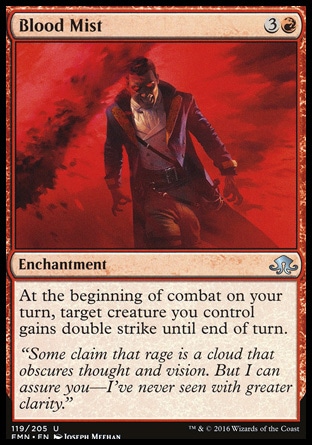 Blood Mist 3
Enchantment
At the beginning of combat on your
turn, target creature you control
gains double strike until end of turn.
“Some claim that rage is a cloud that
obscures thought and vision. But I can
assure you—I’ve never seen with greater
clarity.”
119/205 U
EMN • EN Joseph Meehan ™ & © 2016 Wizards of the Coast